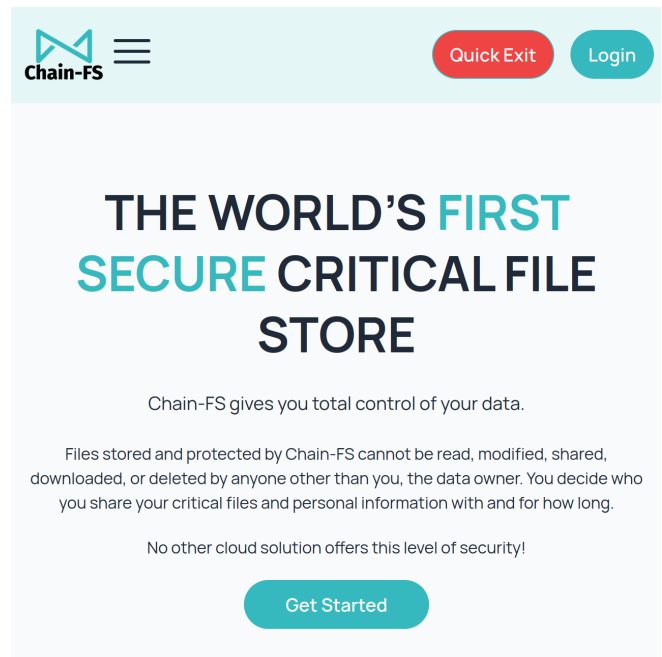 Chain-FS
Quick Exit
Login
THE WORLD’S FIRST
SECURE CRITICAL FILE
STORE
Chain-FS gives you total control of your data.
Files stored and protected by Chain-FS cannot be read, modified, shared,
downloaded, or deleted by anyone other than you, the data owner. You decide who
you share your critical files and personal information with and for how long.
No other cloud solution offers this level of security!
Get Started